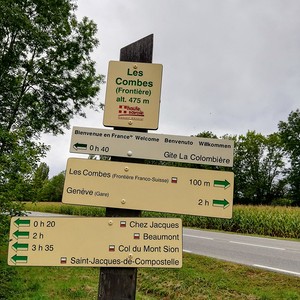 Les Combes
(Frontière)
alt. 475 m
haute
savoie
Bienvenue en FRANCE Welcome Benvenuto Willkommen
0 h 40 Gîte La Colombière
Les Combes (Frontière Franco-Suisse) 100 m
Genève (Gare) 2 h
0 h 20 Chez Jacques
2 h Beaumont
3 h 35 Col du Mont Sion
Saint-Jacques-de-Compostelle